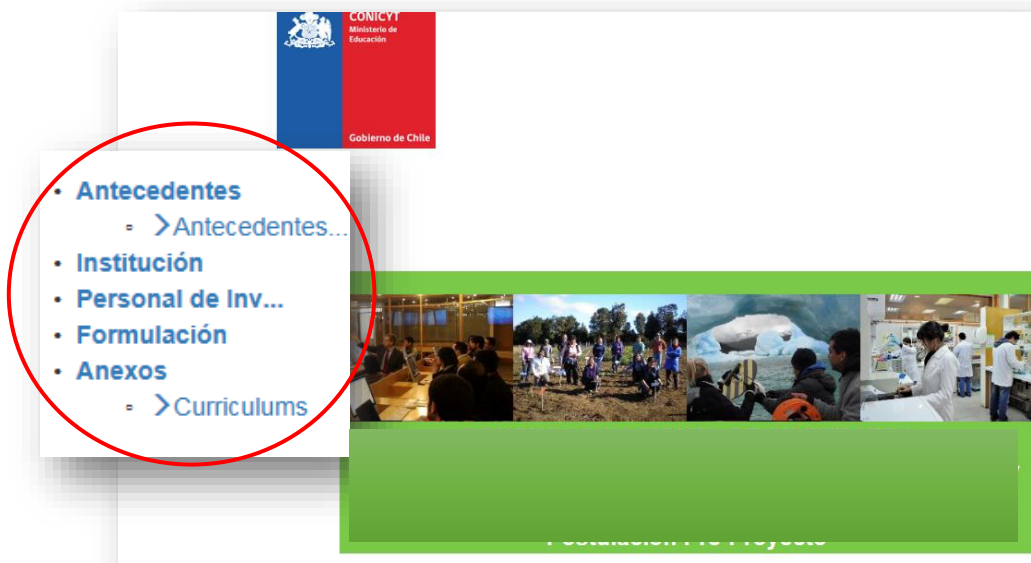 CONICYT
Ministerio de
Educación
Gobierno de Chile
• Antecedentes
▫ >Antecedentes...
• Institución
• Personal de Inv...
• Formulación
• Anexos
▫ >Curriculums